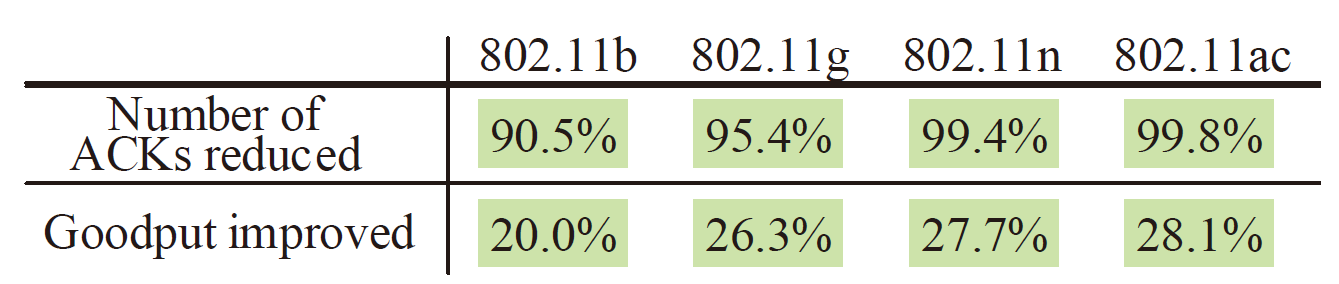 802.11b 802.11g 802.11n 802.11ac
Number of
ACKs reduced
90.5% 95.4% 99.4% 99.8%
Goodput improved 20.0% 26.3% 27.7% 28.1%